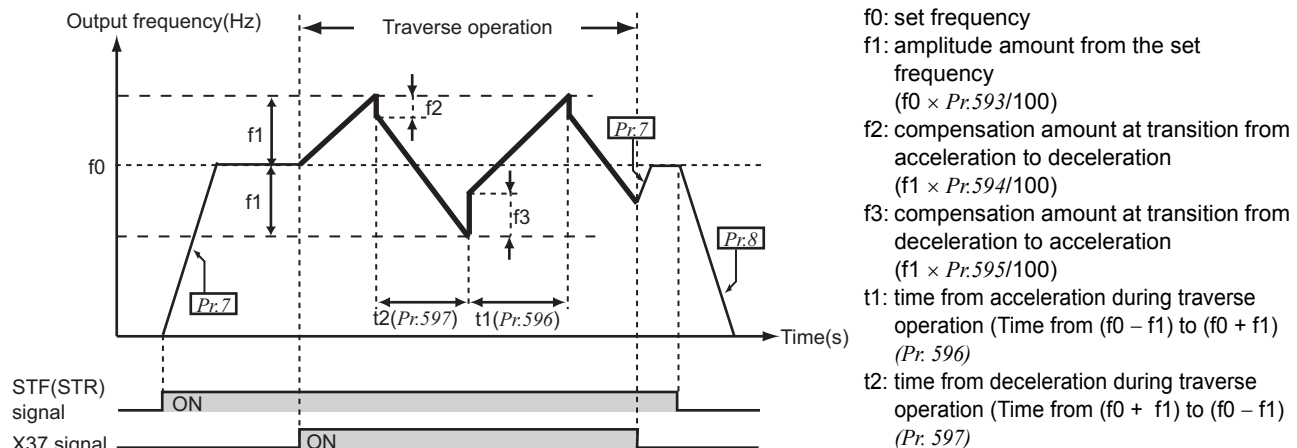 Output frequency(Hz)
Traverse operation
f2
Pr.7
f1
f0
f1
f3
Pr.8
Pr.7
t2(Pr.597)
t1(Pr.596)
Time(s)
STF(STR)
signal
ON
X37 signal
ON
f0: set frequency
f1: amplitude amount from the set
frequency
(f0 × Pr.593/100)
f2: compensation amount at transition from
acceleration to deceleration
(f1 × Pr.594/100)
f3: compensation amount at transition from
deceleration to acceleration
(f1 × Pr.595/100)
t1: time from acceleration during traverse
operation (Time from (f0 – f1) to (f0 + f1)
(Pr. 596)
t2: time from deceleration during traverse
operation (Time from (f0 + f1) to (f0 – f1)
(Pr. 597)